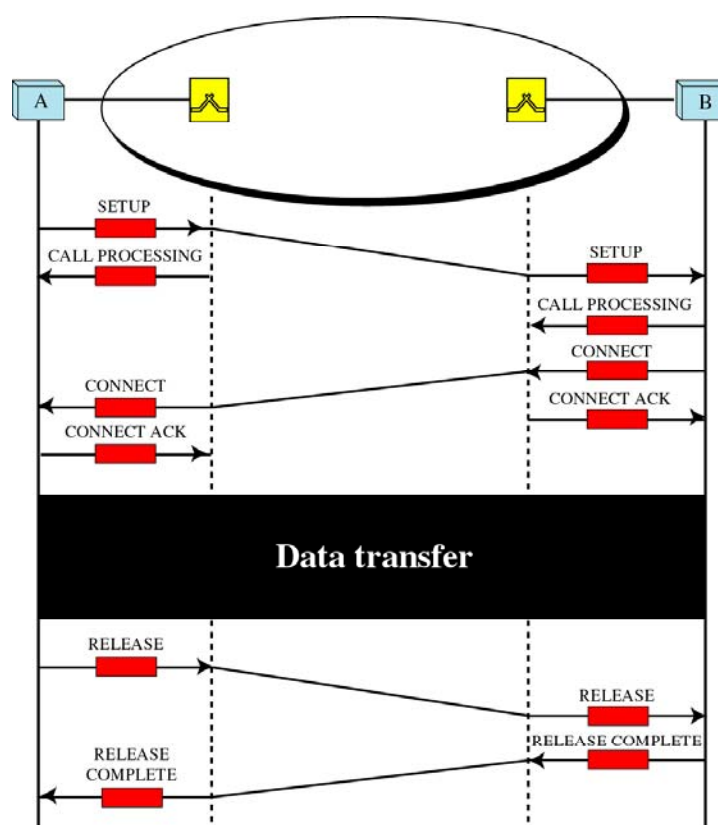 A
B
SETUP
CALL PROCESSING
SETUP
CALL PROCESSING
CONNECT
CONNECT
CONNECT ACK
CONNECT ACK
Data transfer
RELEASE
RELEASE
RELEASE COMPLETE
RELEASE
COMPLETE